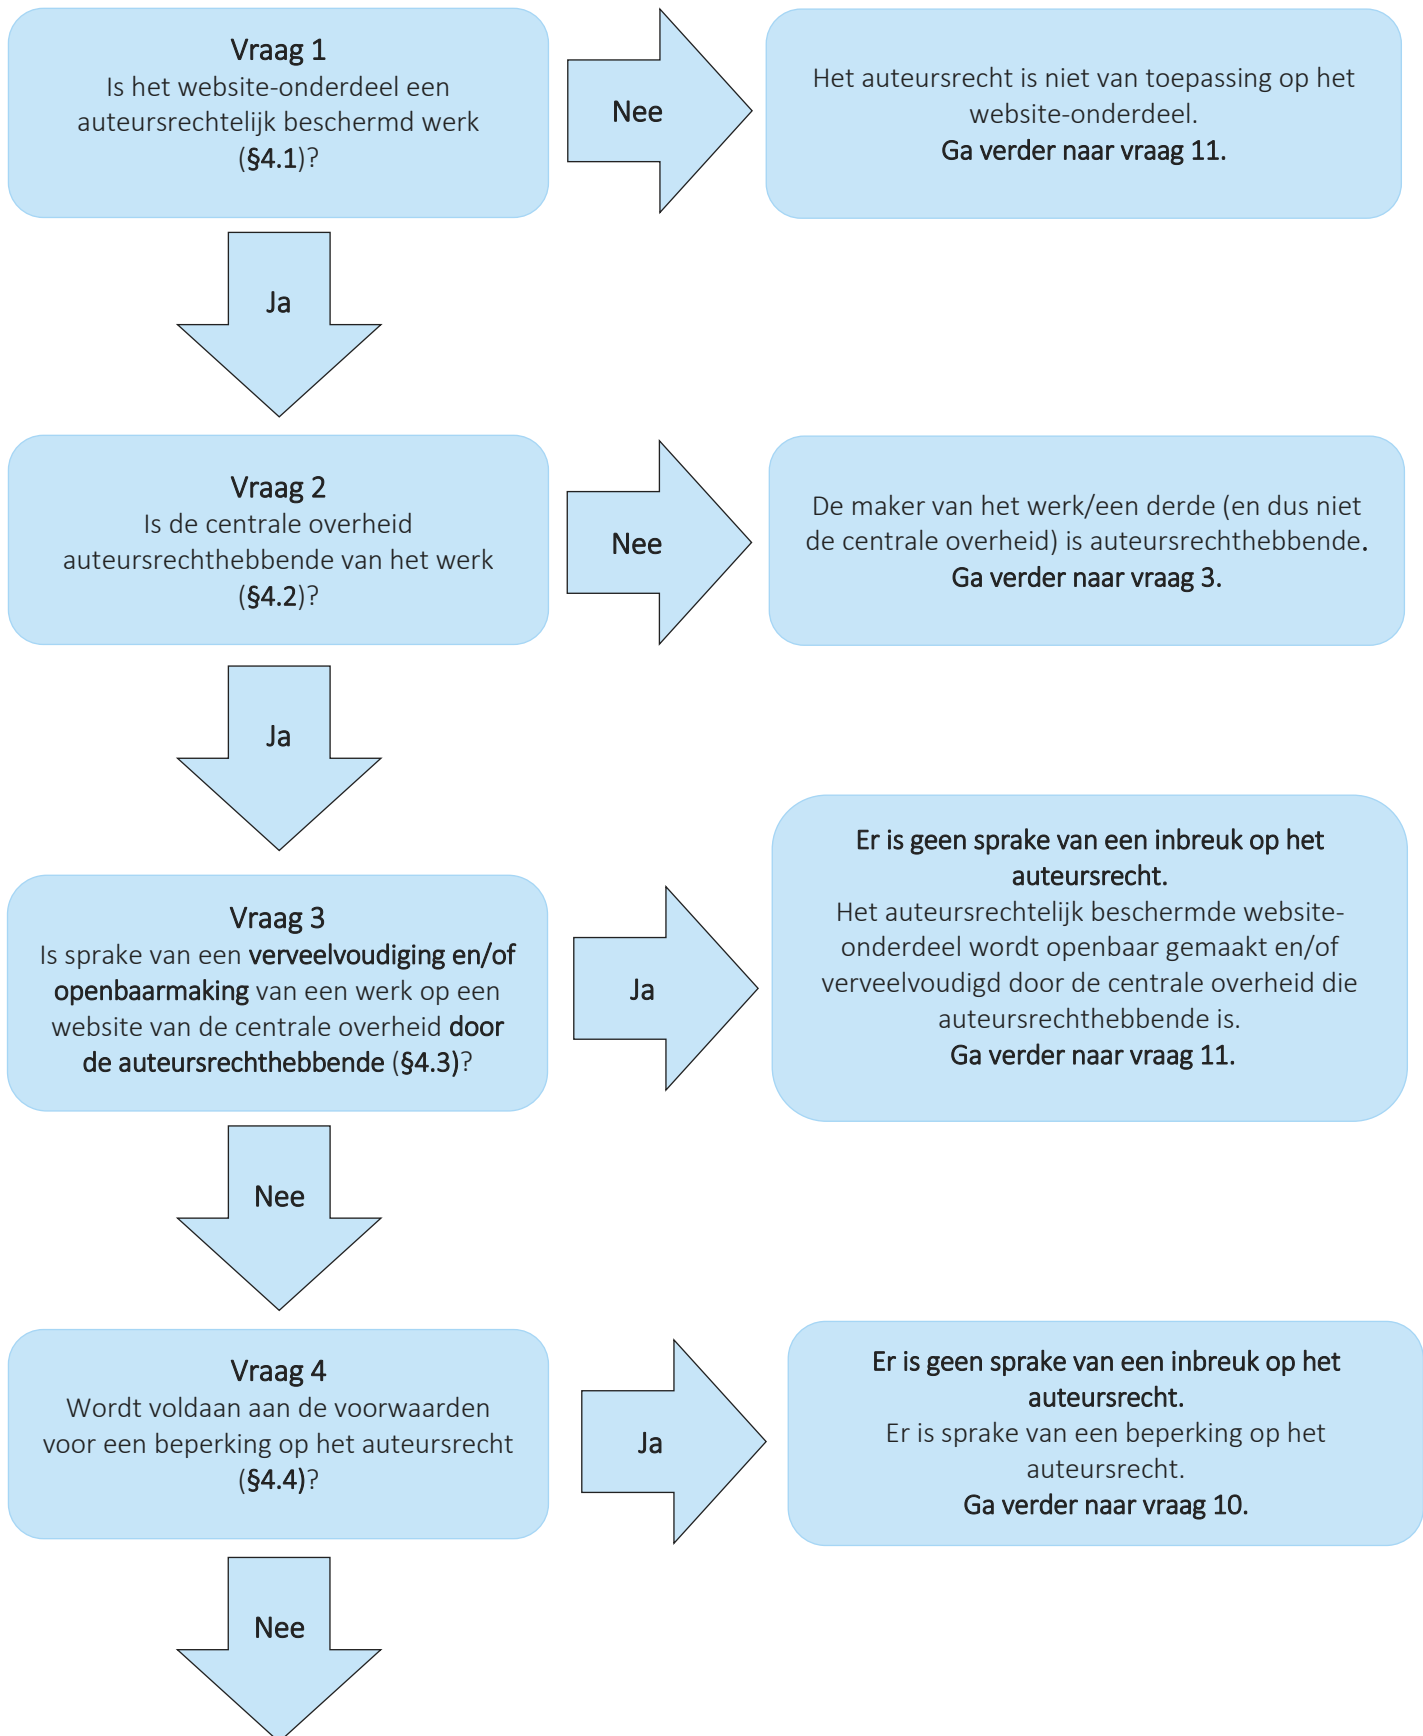 Vraag 1
Is het website-onderdeel een
auteursrechtelijk beschermd werk
(§4.1)?
Nee
Het auteursrecht is niet van toepassing op het
website-onderdeel.
Ga verder naar vraag 11.
Ja
Vraag 2
Is de centrale overheid
auteursrechthebbende van het werk
(§4.2)?
Nee
De maker van het werk/een derde (en dus niet
de centrale overheid) is auteursrechthebbende.
Ga verder naar vraag 3.
Ja
Vraag 3
Is sprake van een verveelvoudiging en/of
openbaarmaking van een werk op een
website van de centrale overheid door
de auteursrechthebbende (§4.3)?
Ja
Er is geen sprake van een inbreuk op het
auteursrecht.
Het auteursrechtelijk beschermde website-
onderdeel wordt openbaar gemaakt en/of
verveelvoudigd door de centrale overheid die
auteursrechthebbende is.
Ga verder naar vraag 11.
Nee
Vraag 4
Wordt voldaan aan de voorwaarden
voor een beperking op het auteursrecht
(§4.4)?
Ja
Er is geen sprake van een inbreuk op het
auteursrecht.
Er is sprake van een beperking op het
auteursrecht.
Ga verder naar vraag 10.
Nee